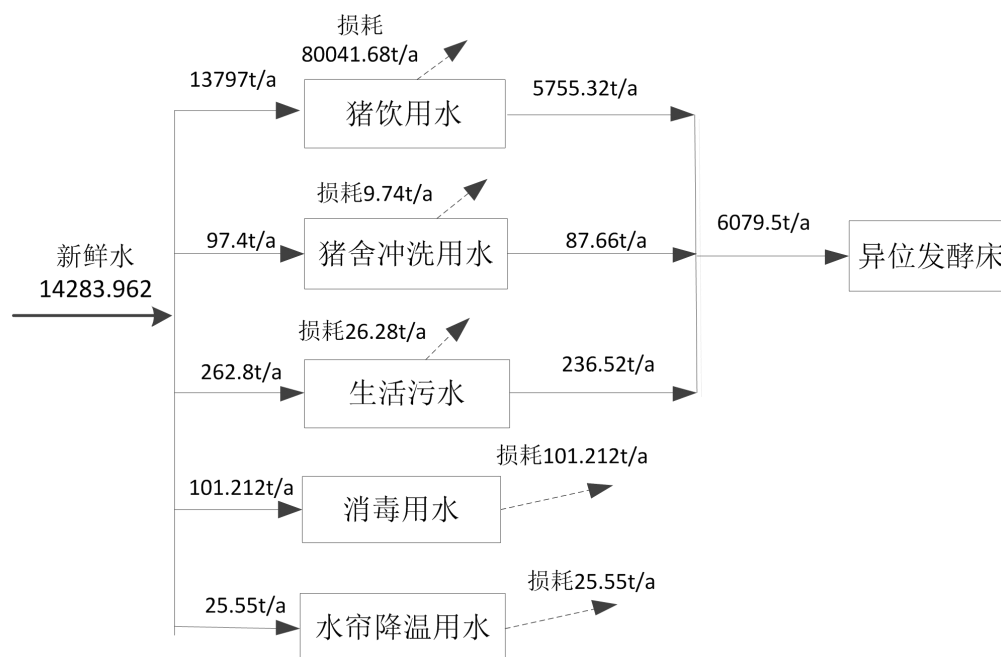 损耗
80041.68t/a
13797t/a
猪饮用水
5755.32t/a
损耗9.74t/a
97.4t/a
猪舍冲洗用水
87.66t/a
6079.5t/a
异位发酵床
新鲜水
14283.962
损耗26.28t/a
262.8t/a
生活污水
236.52t/a
损耗101.212t/a
101.212t/a
消毒用水
损耗25.55t/a
25.55t/a
水帘降温用水